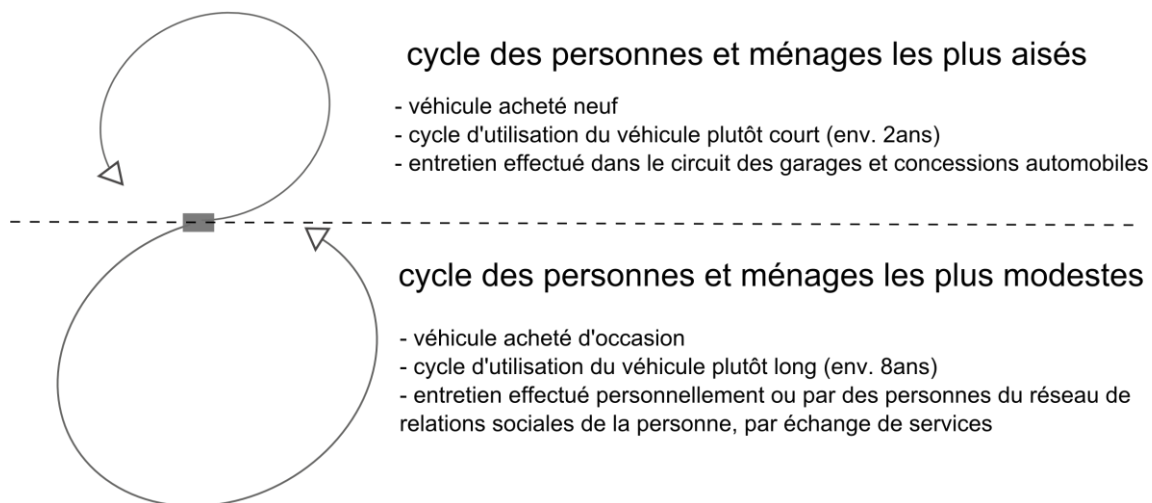 cycle des personnes et ménages les plus aisés
- véhicule acheté neuf
- cycle d'utilisation du véhicule plutôt court (env. 2ans)
- entretien effectué dans le circuit des garages et concessions automobiles
cycle des personnes et ménages les plus modestes
- véhicule acheté d'occasion
- cycle d'utilisation du véhicule plutôt long (env. 8ans)
- entretien effectué personnellement ou par des personnes du réseau de
relations sociales de la personne, par échange de services